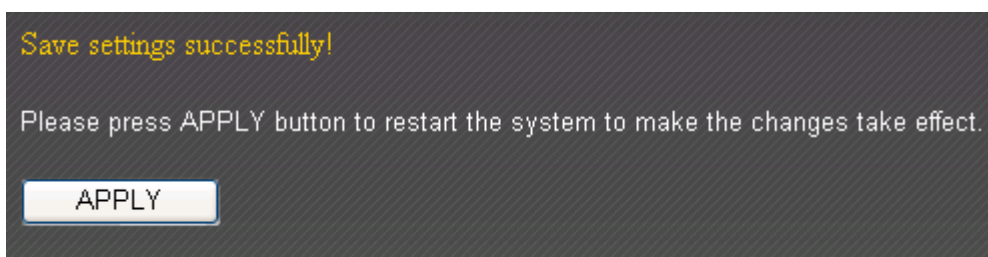 Save settings successfully!
Please press APPLY button to restart the system to make the changes take effect.
APPLY